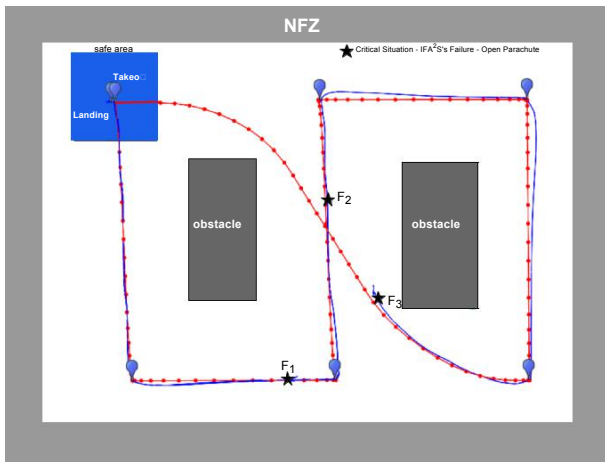 NFZ
safe area
Critical Situation - IFA²S's Failure - Open Parachute
Takeo□
Landing
obstacle
obstacle
F₂
F₃
F₁